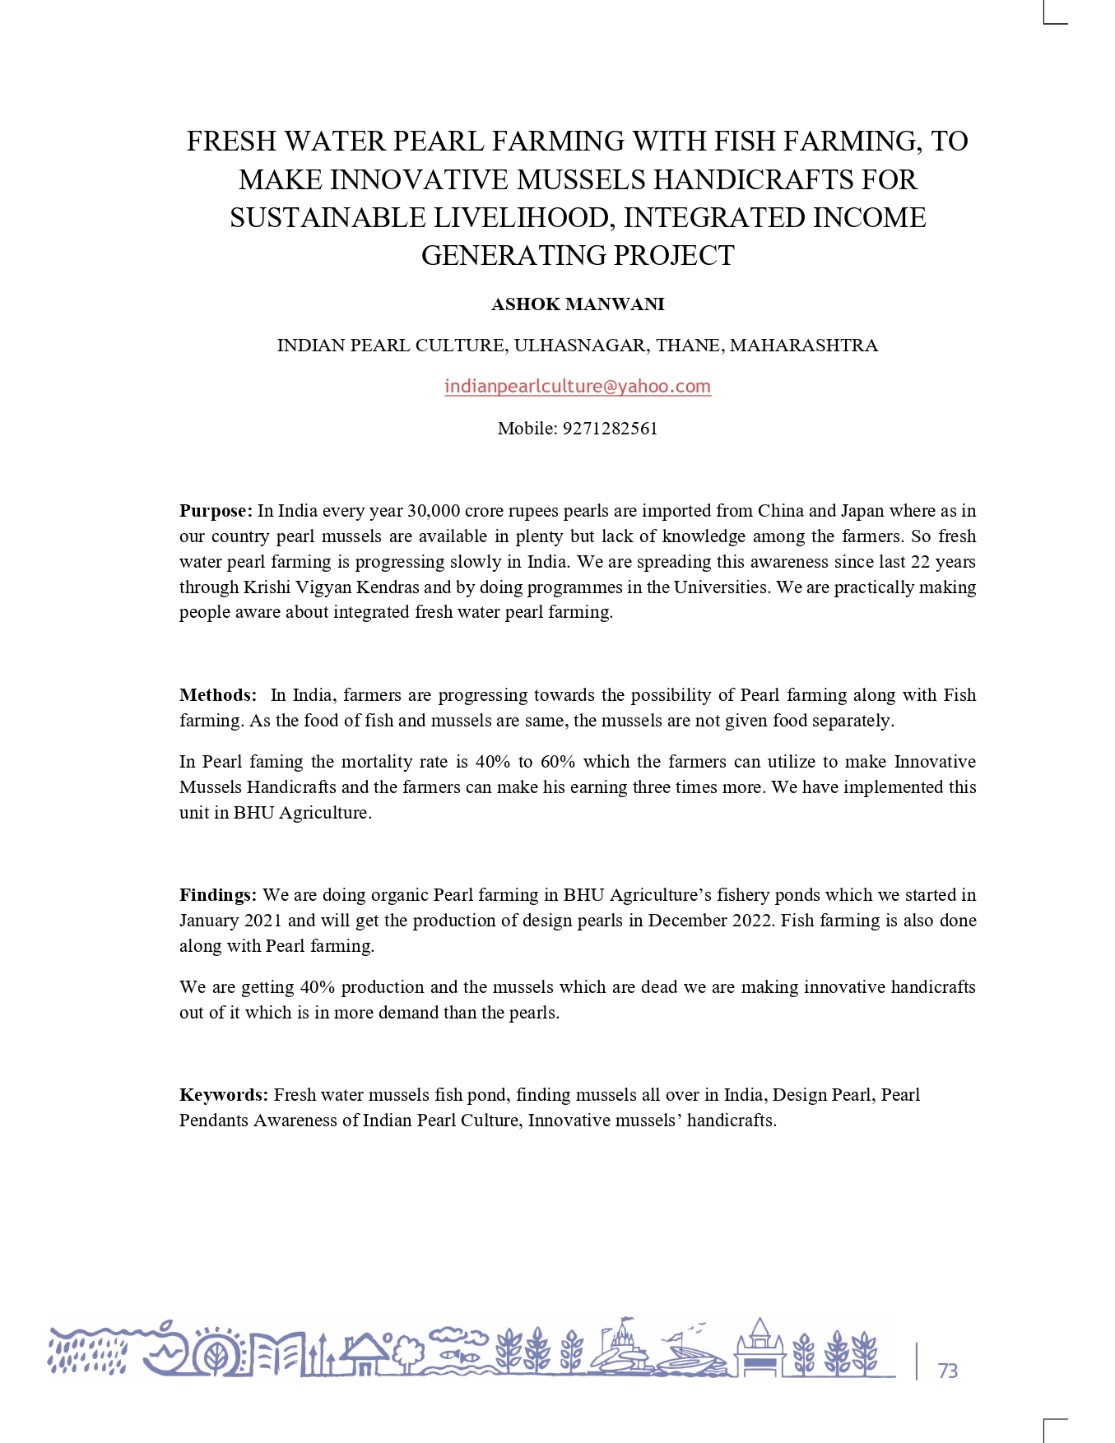 FRESH WATER PEARL FARMING WITH FISH FARMING, TO
MAKE INNOVATIVE MUSSELS HANDICRAFTS FOR
SUSTAINABLE LIVELIHOOD, INTEGRATED INCOME
GENERATING PROJECT
ASHOK MANWANI
INDIAN PEARL CULTURE, ULHASNAGAR, THANE, MAHARASHTRA
indianpearlculture@yahoo.com
Mobile: 9271282561
Purpose: In India every year 30,000 crore rupees pearls are imported from China and Japan where as in
our country pearl mussels are available in plenty but lack of knowledge among the farmers. So fresh
water pearl farming is progressing slowly in India. We are spreading this awareness since last 22 years
through Krishi Vigyan Kendras and by doing programmes in the Universities. We are practically making
people aware about integrated fresh water pearl farming.
Methods: In India, farmers are progressing towards the possibility of Pearl farming along with Fish
farming. As the food of fish and mussels are same, the mussels are not given food separately.
In Pearl faming the mortality rate is 40% to 60% which the farmers can utilize to make Innovative
Mussels Handicrafts and the farmers can make his earning three times more. We have implemented this
unit in BHU Agriculture.
Findings: We are doing organic Pearl farming in BHU Agriculture’s fishery ponds which we started in
January 2021 and will get the production of design pearls in December 2022. Fish farming is also done
along with Pearl farming.
We are getting 40% production and the mussels which are dead we are making innovative handicrafts
out of it which is in more demand than the pearls.
Keywords: Fresh water mussels fish pond, finding mussels all over in India, Design Pearl, Pearl
Pendants Awareness of Indian Pearl Culture, Innovative mussels’ handicrafts.
73